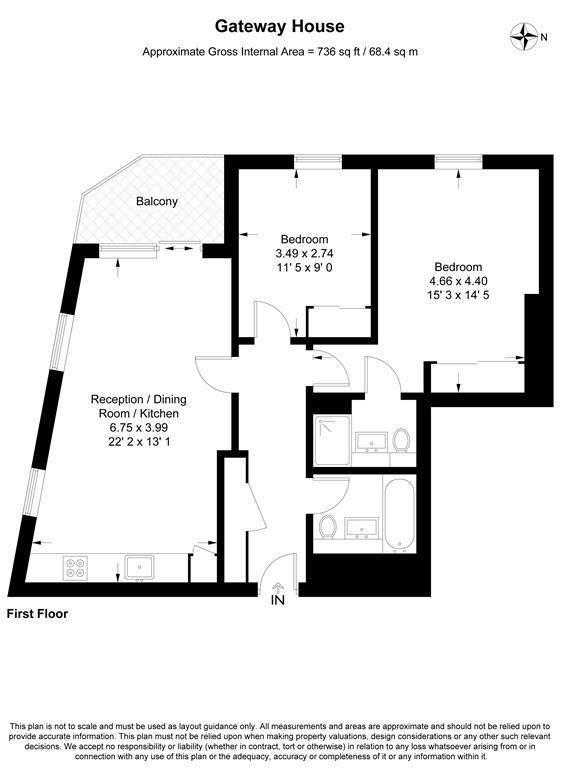 Gateway House
Approximate Gross Internal Area = 736 sq ft / 68.4 sq m
N
Balcony
Bedroom
3.49 x 2.74
11' 5 x 9' 0
Bedroom
4.66 x 4.40
15' 3 x 14' 5
Reception / Dining
Room / Kitchen
6.75 x 3.99
22' 2 x 13' 1
IN
First Floor
This plan is not to scale and must be used as layout guidance only. All measurements and areas are approximate and should not be relied upon to
provide accurate information. This plan must not be relied upon when making property valuations, design considerations or any other such relevant
decisions. We accept no responsibility or liability (whether in contract, tort or otherwise) in relation to any loss whatsoever arising from or in
connection with any use of this plan or the adequacy, accuracy or completeness of it or any information within it.